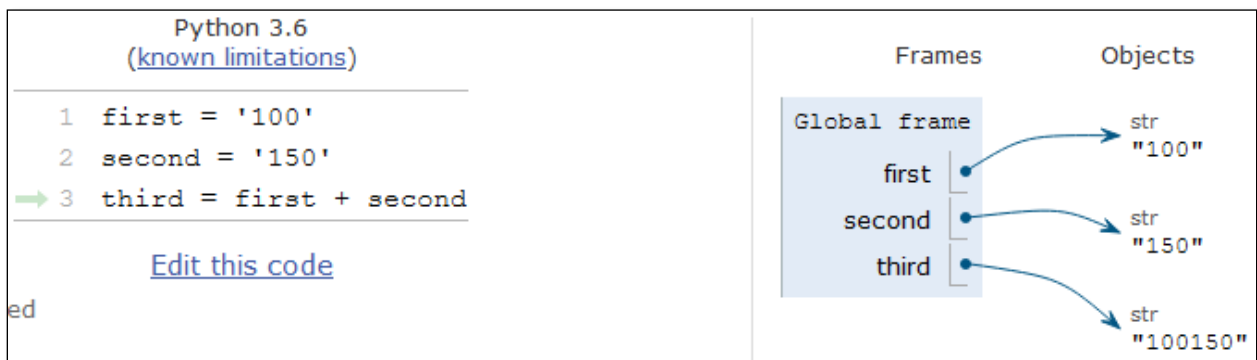 Python 3.6
(known limitations)
1 first = '100'
2 second = '150'
3 third = first + second
Edit this code
ed
Frames
Objects
Global frame
first
second
third
str
"100"
str
"150"
str
"100150"